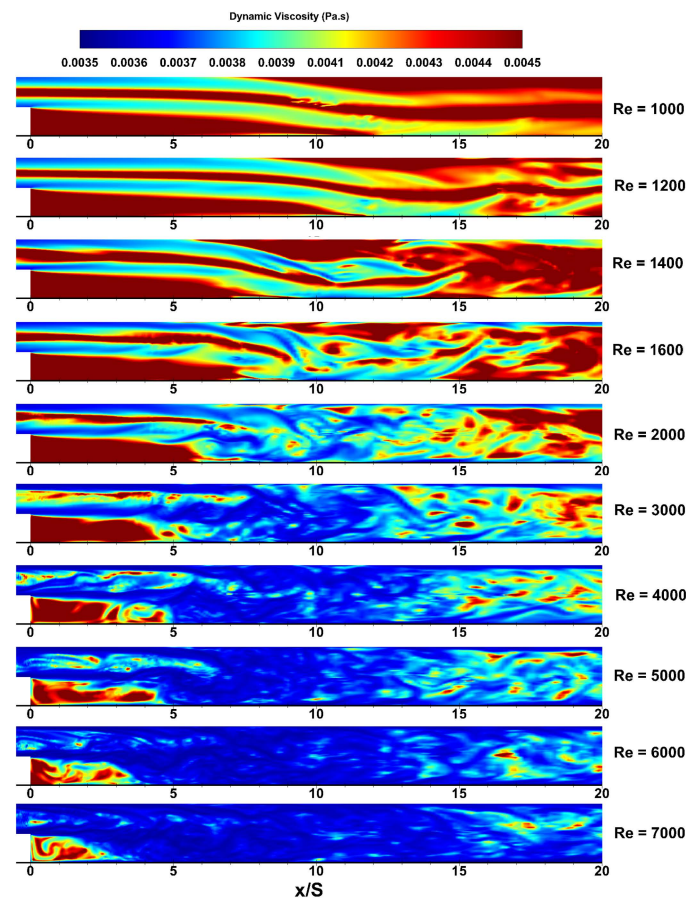 Dynamic Viscosity (Pa.s)
0.0035 0.0036 0.0037 0.0038 0.0039 0.0041 0.0042 0.0043 0.0044 0.0045
Re = 1000
0 5 10 15 20
Re = 1200
0 5 10 15 20
Re = 1400
0 5 10 15 20
Re = 1600
0 5 10 15 20
Re = 2000
0 5 10 15 20
Re = 3000
0 5 10 15 20
Re = 4000
0 5 10 15 20
Re = 5000
0 5 10 15 20
Re = 6000
0 5 10 15 20
Re = 7000
0 5 10 15 20
x/S